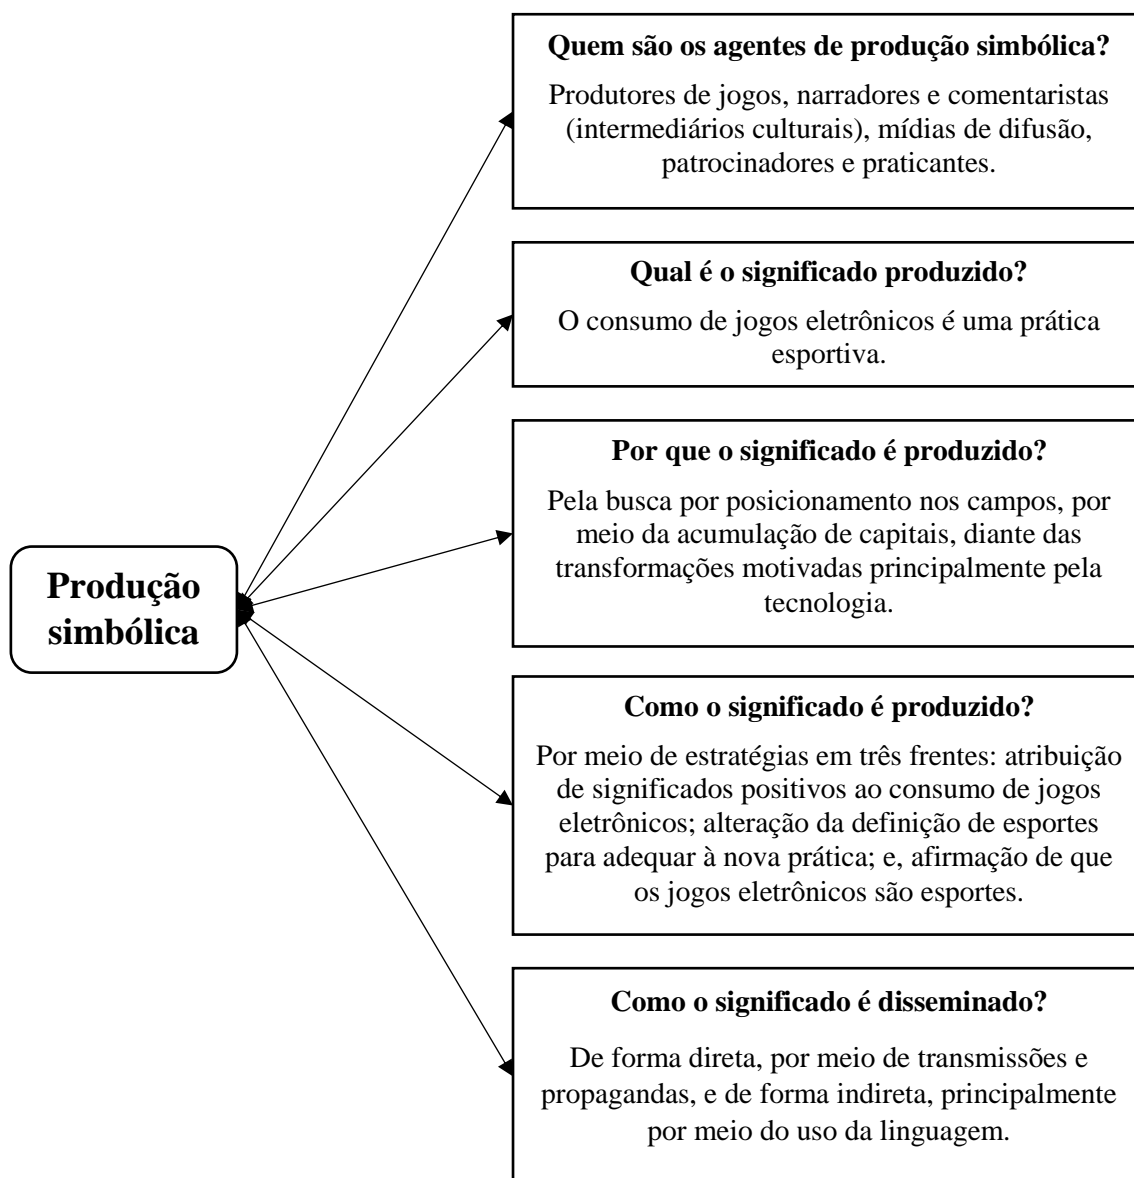 Quem são os agentes de produção simbólica?
Produtores de jogos, narradores e comentaristas
(intermediários culturais), mídias de difusão,
patrocinadores e praticantes.
Qual é o significado produzido?
O consumo de jogos eletrônicos é uma prática
esportiva.
Por que o significado é produzido?
Pela busca por posicionamento nos campos, por
meio da acumulação de capitais, diante das
transformações motivadas principalmente pela
tecnologia.
Produção
simbólica
Como o significado é produzido?
Por meio de estratégias em três frentes: atribuição
de significados positivos ao consumo de jogos
eletrônicos; alteração da definição de esportes
para adequar à nova prática; e, afirmação de que
os jogos eletrônicos são esportes.
Como o significado é disseminado?
De forma direta, por meio de transmissões e
propagandas, e de forma indireta, principalmente
por meio do uso da linguagem.